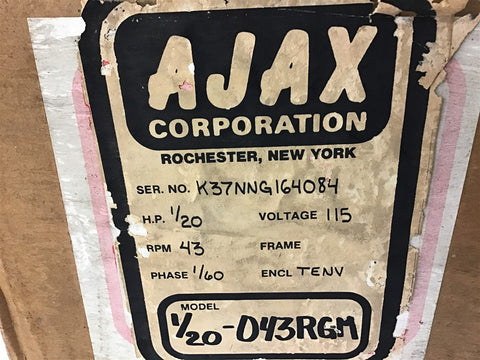 AJAX
CORPORATION
ROCHESTER, NEW YORK
SER. NO. K37NNG164084
H.P. 1/20 VOLTAGE 115
RPM 43 FRAME
PHASE 1/60 ENCL TENV
MODEL
1/20-D43RGM